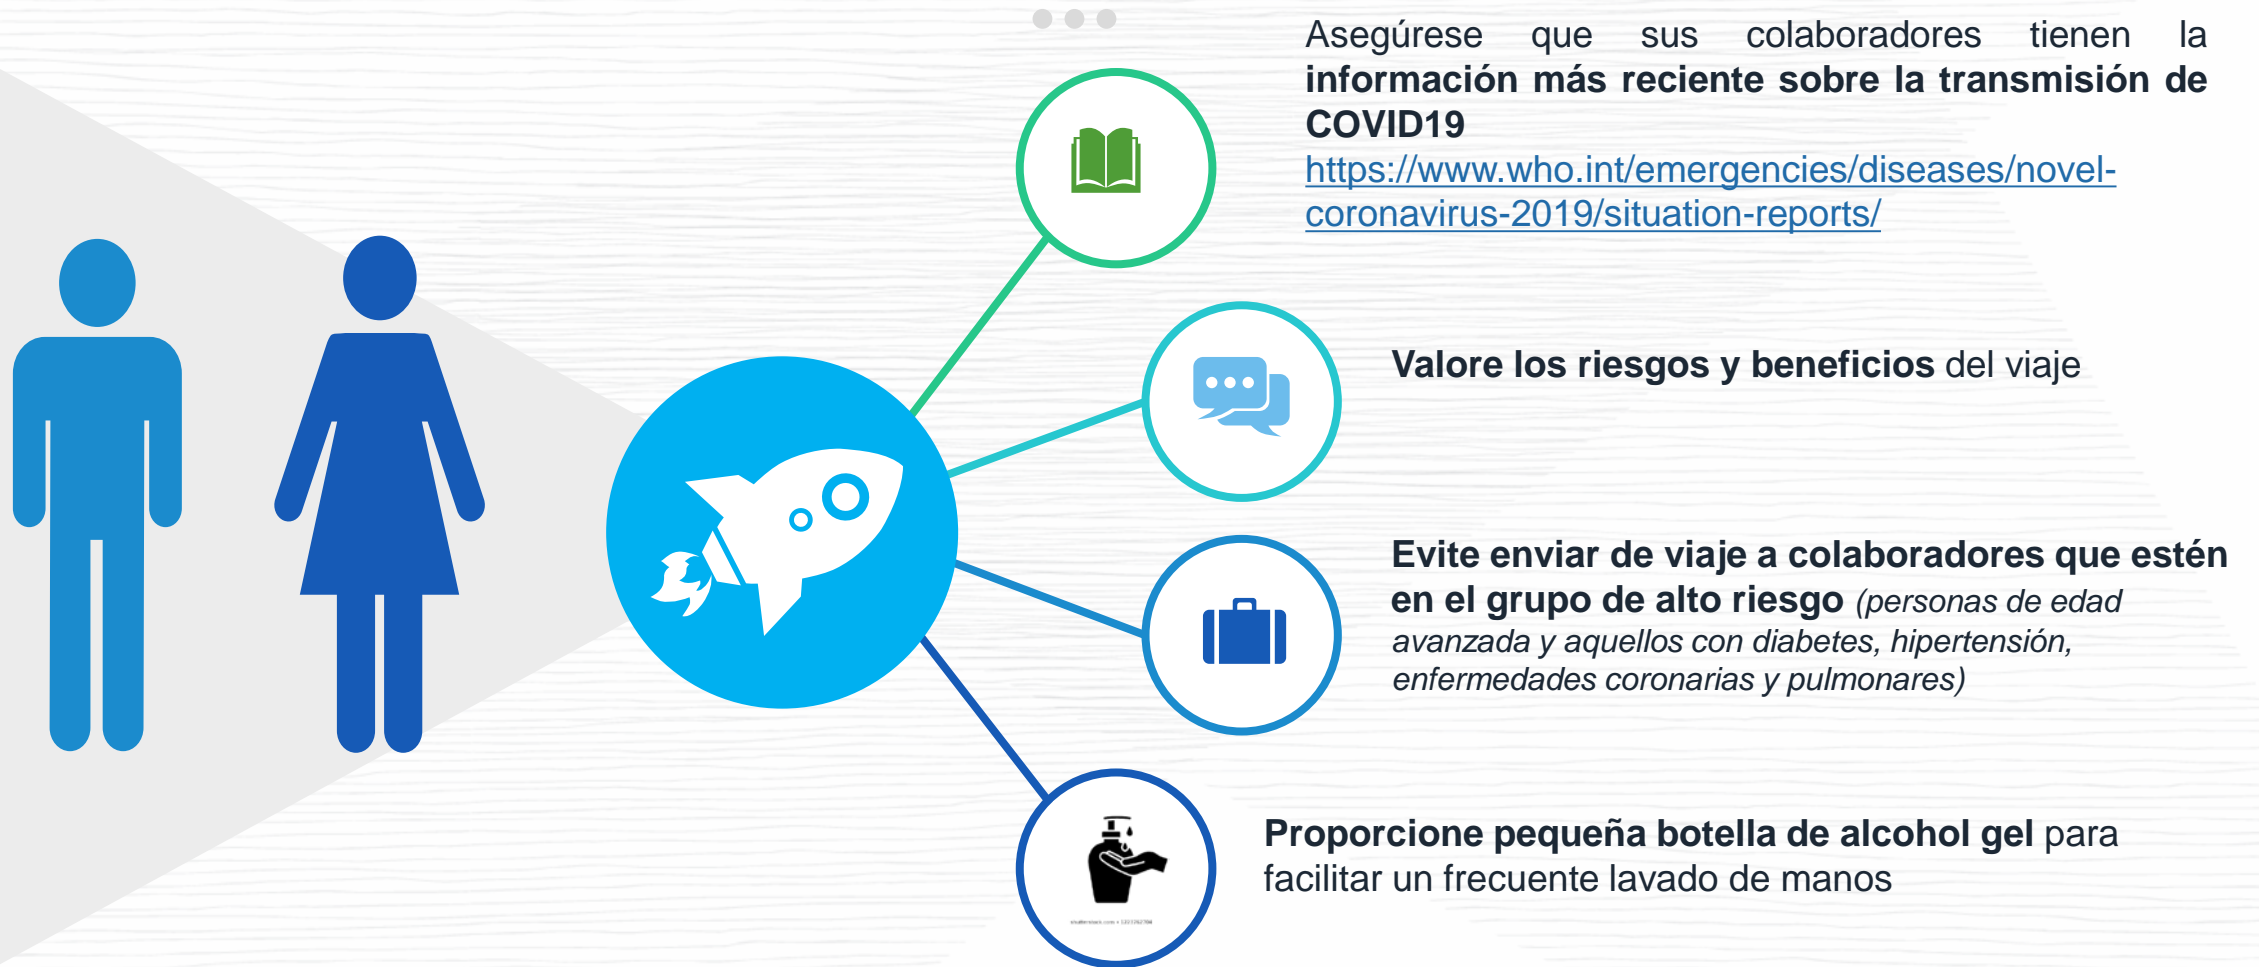 Asegúrese que sus colaboradores tienen la
información más reciente sobre la transmisión de
COVID19
https://www.who.int/emergencies/diseases/novel-
coronavirus-2019/situation-reports/
Valore los riesgos y beneficios del viaje
Evite enviar de viaje a colaboradores que estén
en el grupo de alto riesgo (personas de edad
avanzada y aquellos con diabetes, hipertensión,
enfermedades coronarias y pulmonares)
Proporcione pequeña botella de alcohol gel para
facilitar un frecuente lavado de manos